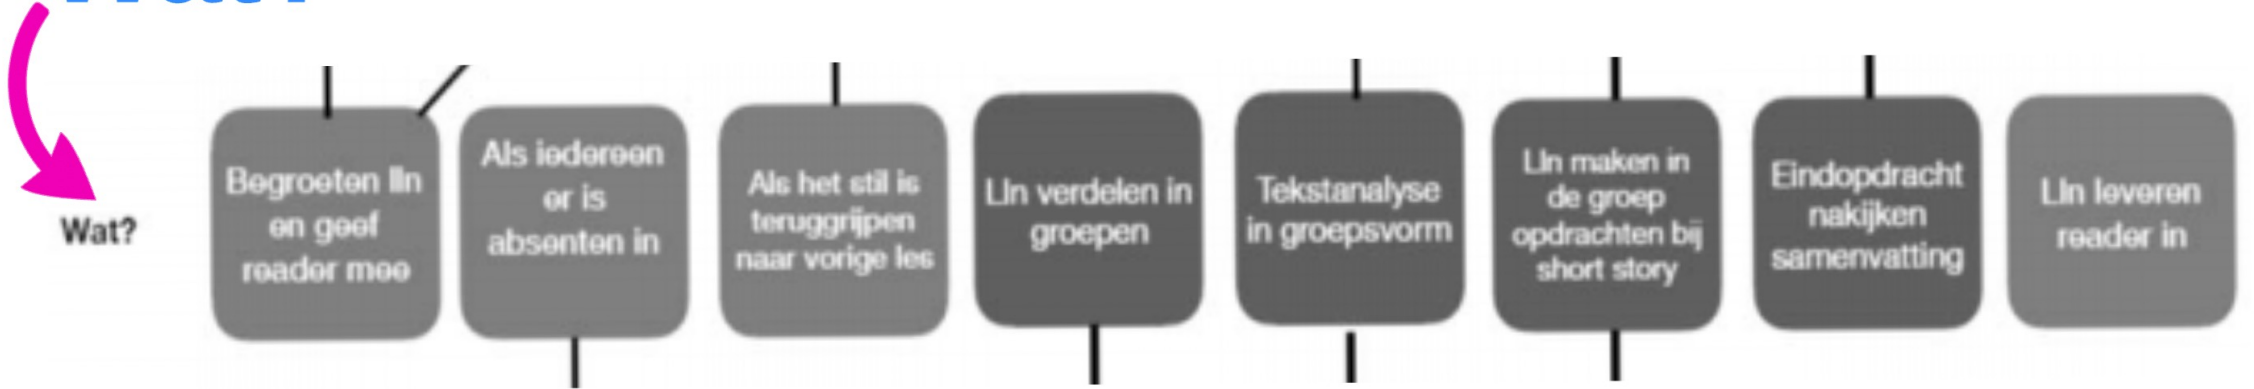 Wat?
Begroeten lln
en geef
reader mee
Als iedereen
er is
absenten in
Als het stil is
teruggrijpen
naar vorige les
Lln verdelen in
groepen
Tekstanalyse
in groepsvorm
Lln maken in
de groep
opdrachten bij
short story
Eindopdracht
nakijken
samenvatting
Lln leveren
reader in